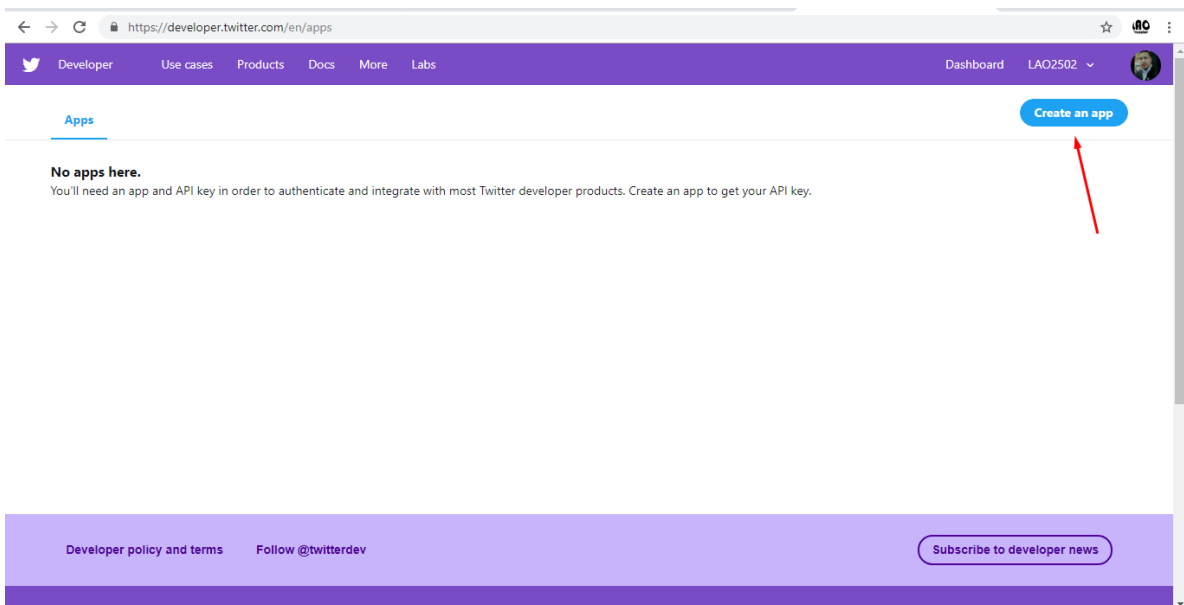 https://developer.twitter.com/en/apps
Developer Use cases Products Docs More Labs Dashboard LAO2502
Apps Create an app
No apps here.
You'll need an app and API key in order to authenticate and integrate with most Twitter developer products. Create an app to get your API key.
Developer policy and terms Follow @twitterdev Subscribe to developer news